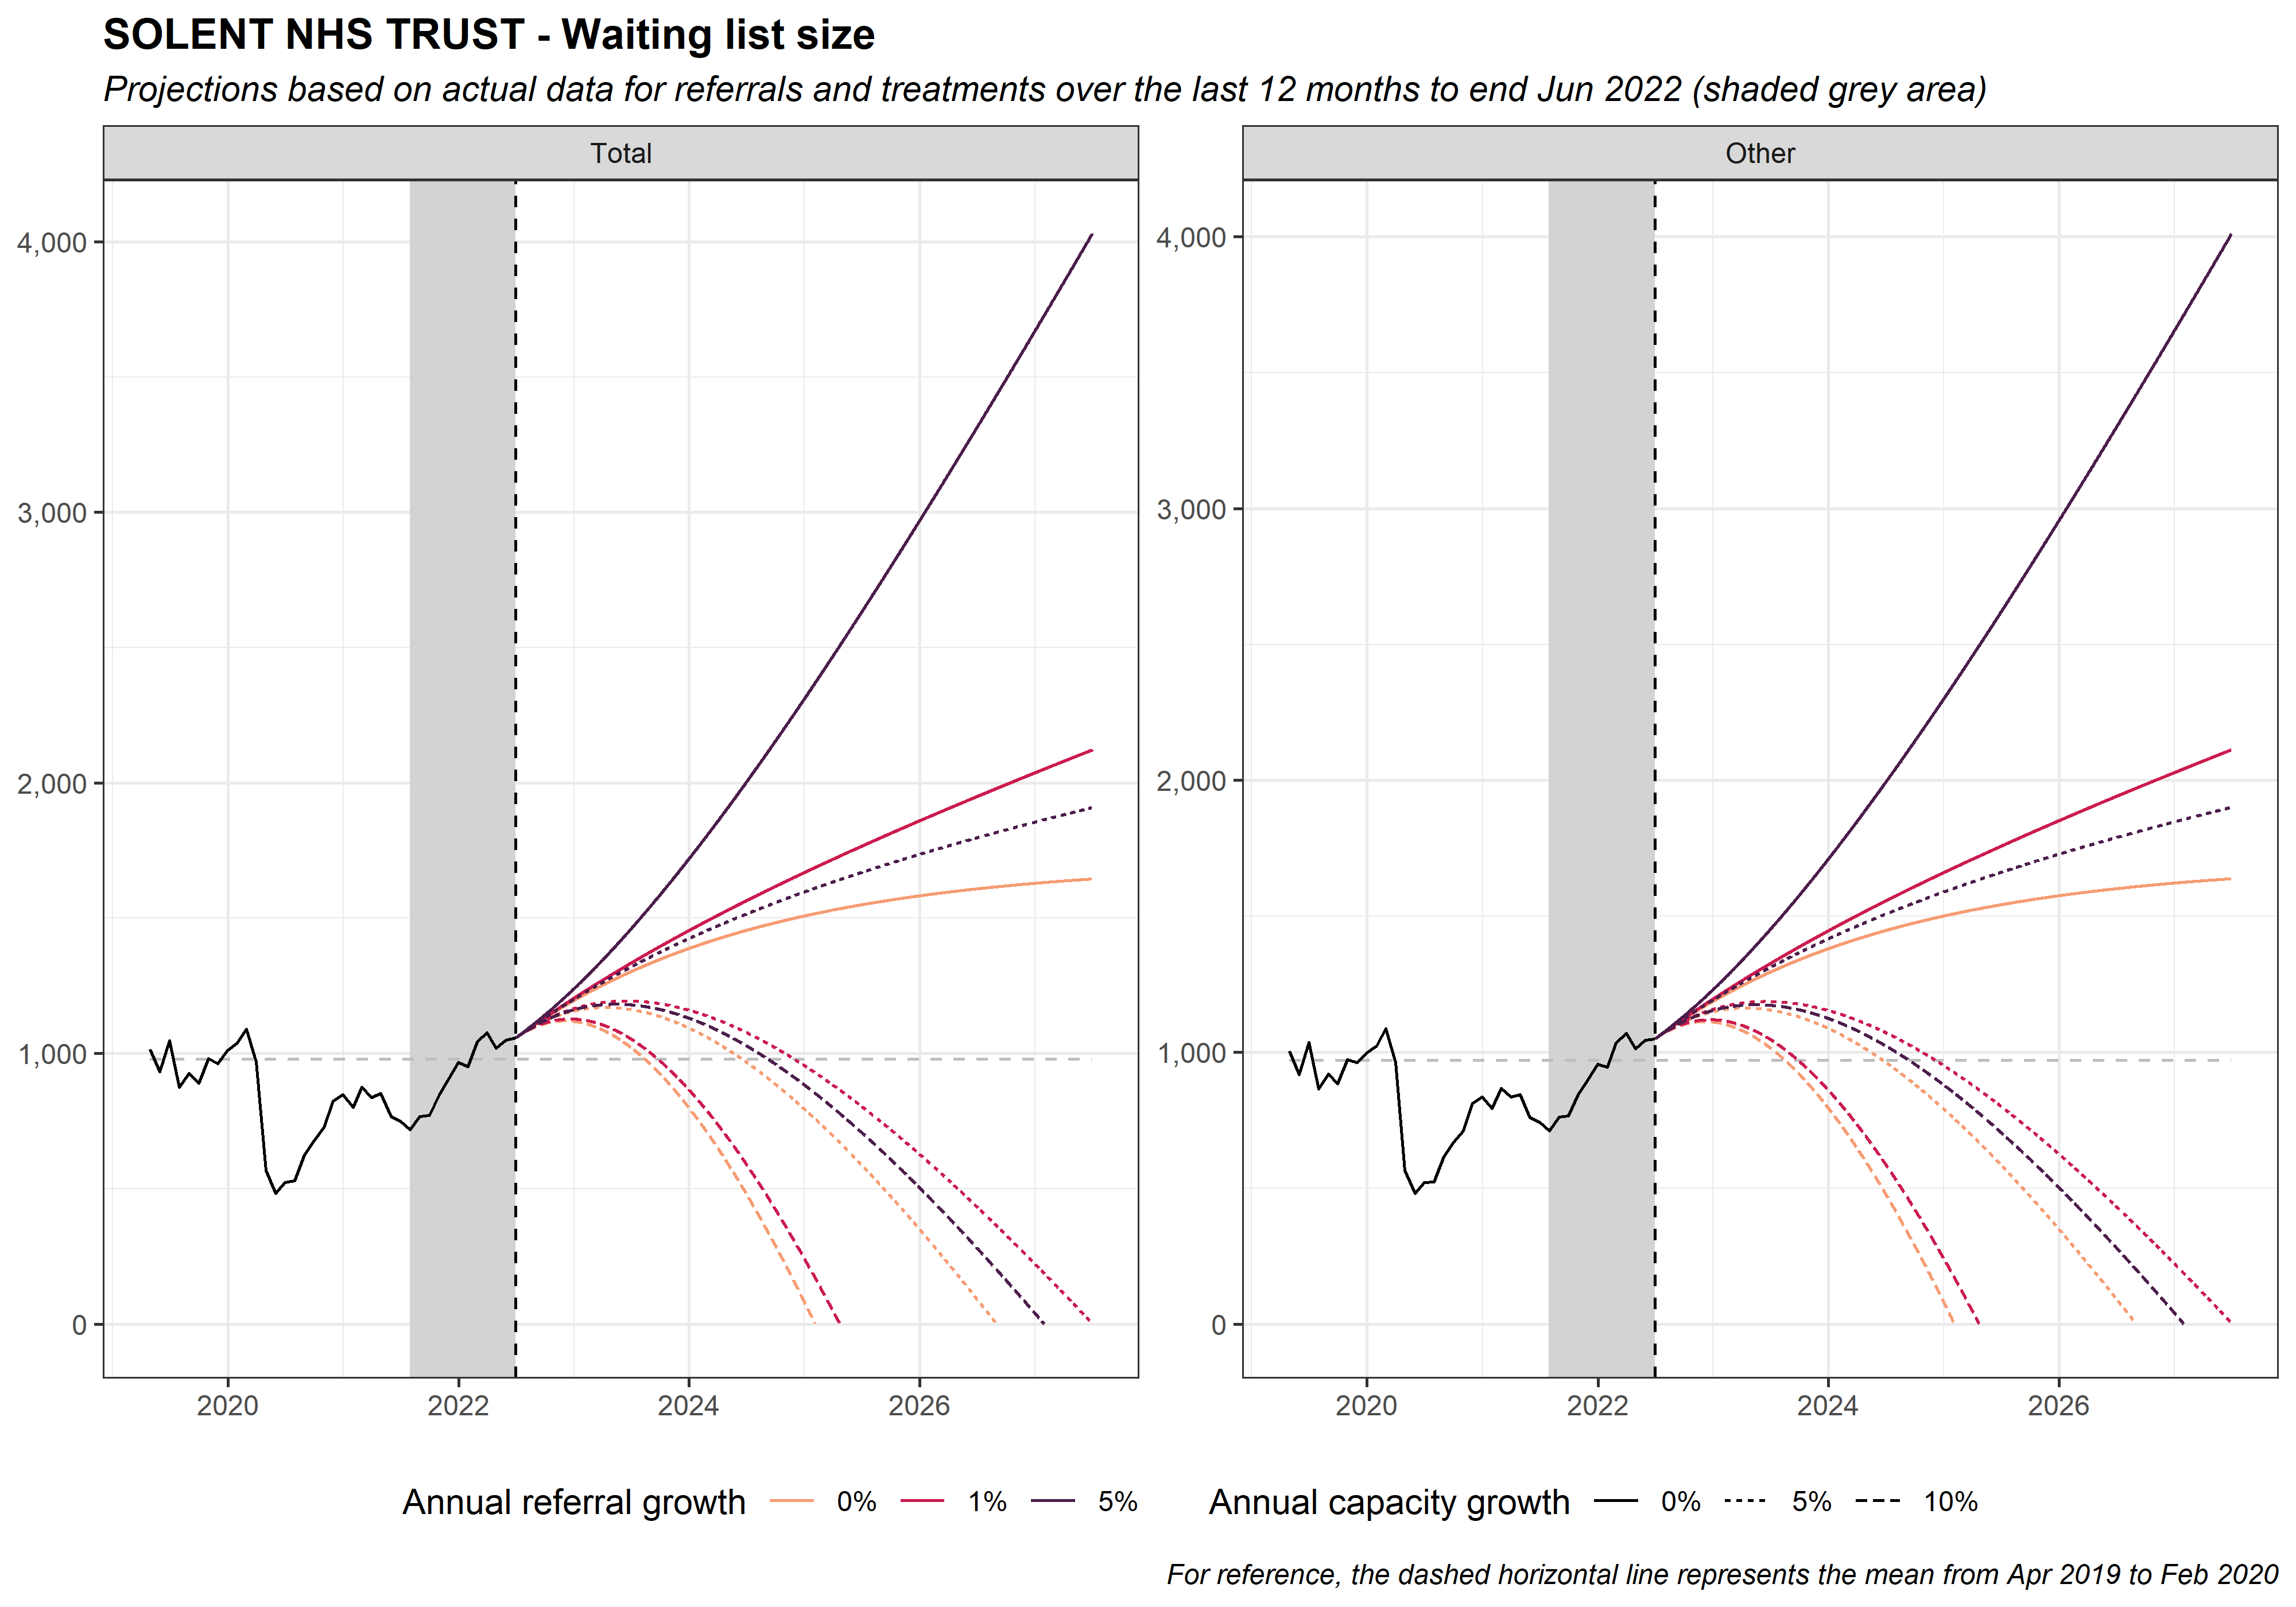 SOLENT NHS TRUST - Waiting list size
Projections based on actual data for referrals and treatments over the last 12 months to end Jun 2022 (shaded grey area)
Total
4,000
3,000
2,000
1,000
0
2020 2022 2024 2026
Other
4,000
3,000
2,000
1,000
0
2020 2022 2024 2026
Annual referral growth 0% 1% 5%
Annual capacity growth 0% 5% 10%
For reference, the dashed horizontal line represents the mean from Apr 2019 to Feb 2020